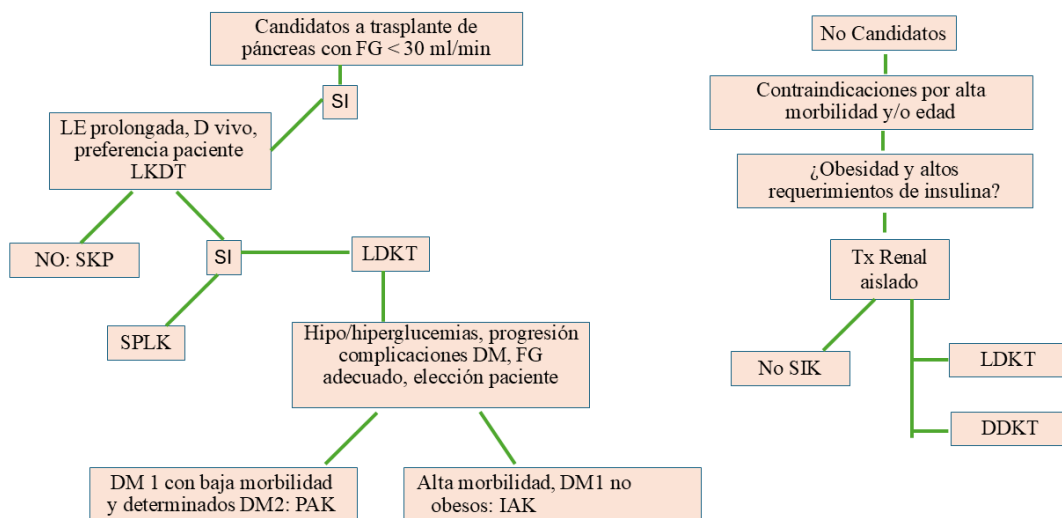 Candidatos a trasplante de
páncreas con FG < 30 ml/min
SI
LE prolongada, D vivo,
preferencia paciente
LKDT
NO: SKP
SI
LDKT
SPLK
Hipo/hiperglucemias, progresión
complicaciones DM, FG
adecuado, elección paciente
DM 1 con baja morbilidad
y determinados DM2: PAK
Alta morbilidad, DM1 no
obesos: IAK
No Candidatos
Contraindicaciones por alta
morbilidad y/o edad
¿Obesidad y altos
requerimientos de insulina?
Tx Renal
aislado
No SIK
LDKT
DDKT